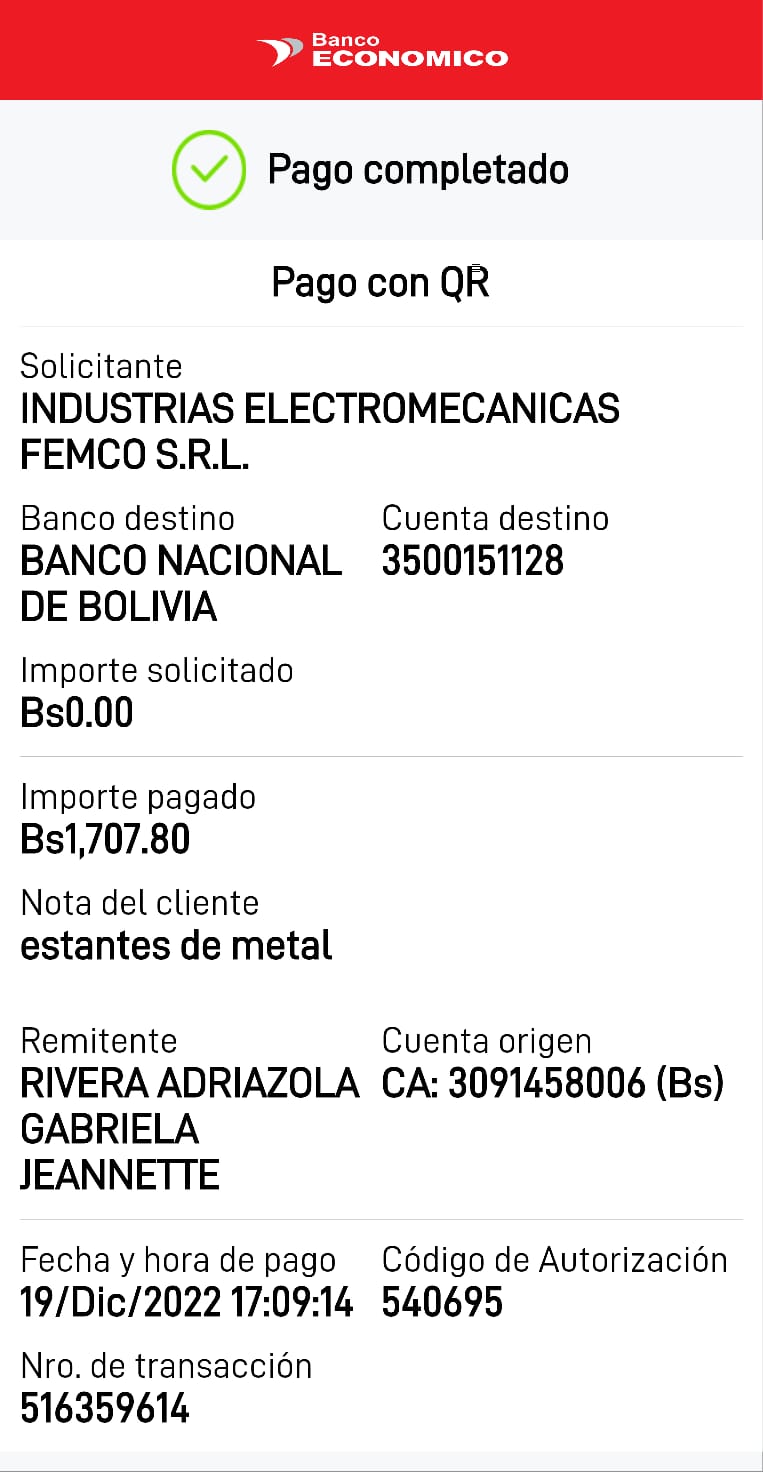 Banco
ECONOMICO
Pago completado
Pago con QR
Solicitante
INDUSTRIAS ELECTROMECANICAS
FEMCO S.R.L.
Banco destino Cuenta destino
BANCO NACIONAL 3500151128
DE BOLIVIA
Importe solicitado
Bs0.00
Importe pagado
Bs1,707.80
Nota del cliente
estantes de metal
Remitente Cuenta origen
RIVERA ADRIAZOLA CA: 3091458006 (Bs)
GABRIELA
JEANNETTE
Fecha y hora de pago Código de Autorización
19/Dic/2022 17:09:14 540695
Nro. de transacción
516359614